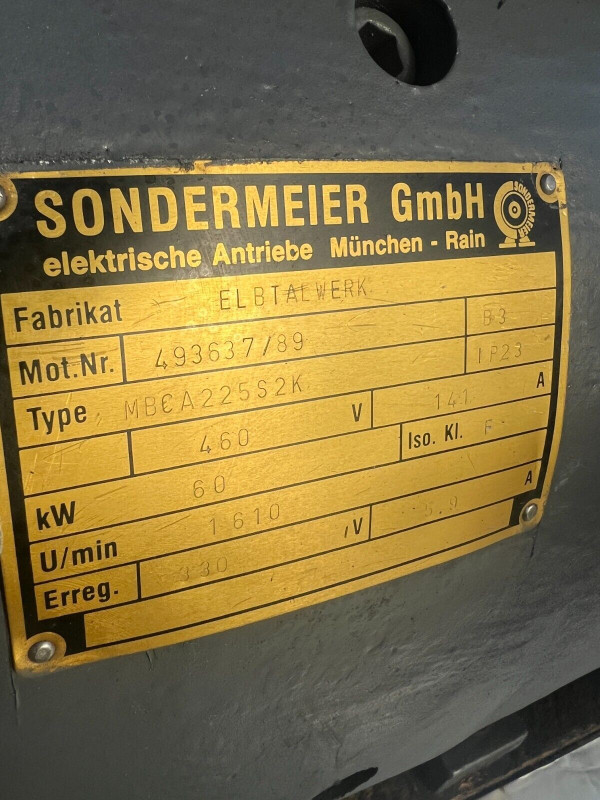 SONDERMEIER GmbH
SONDERMEIER
elektrische Antriebe München - Rain
Fabrikat ELBTALWERK
Mot.Nr. 493637/89 B3
Type MBCA225S2K IP23
460 V 141 A
kW 60 Iso. Kl. F
U/min 1610
Erreg. 330 V A